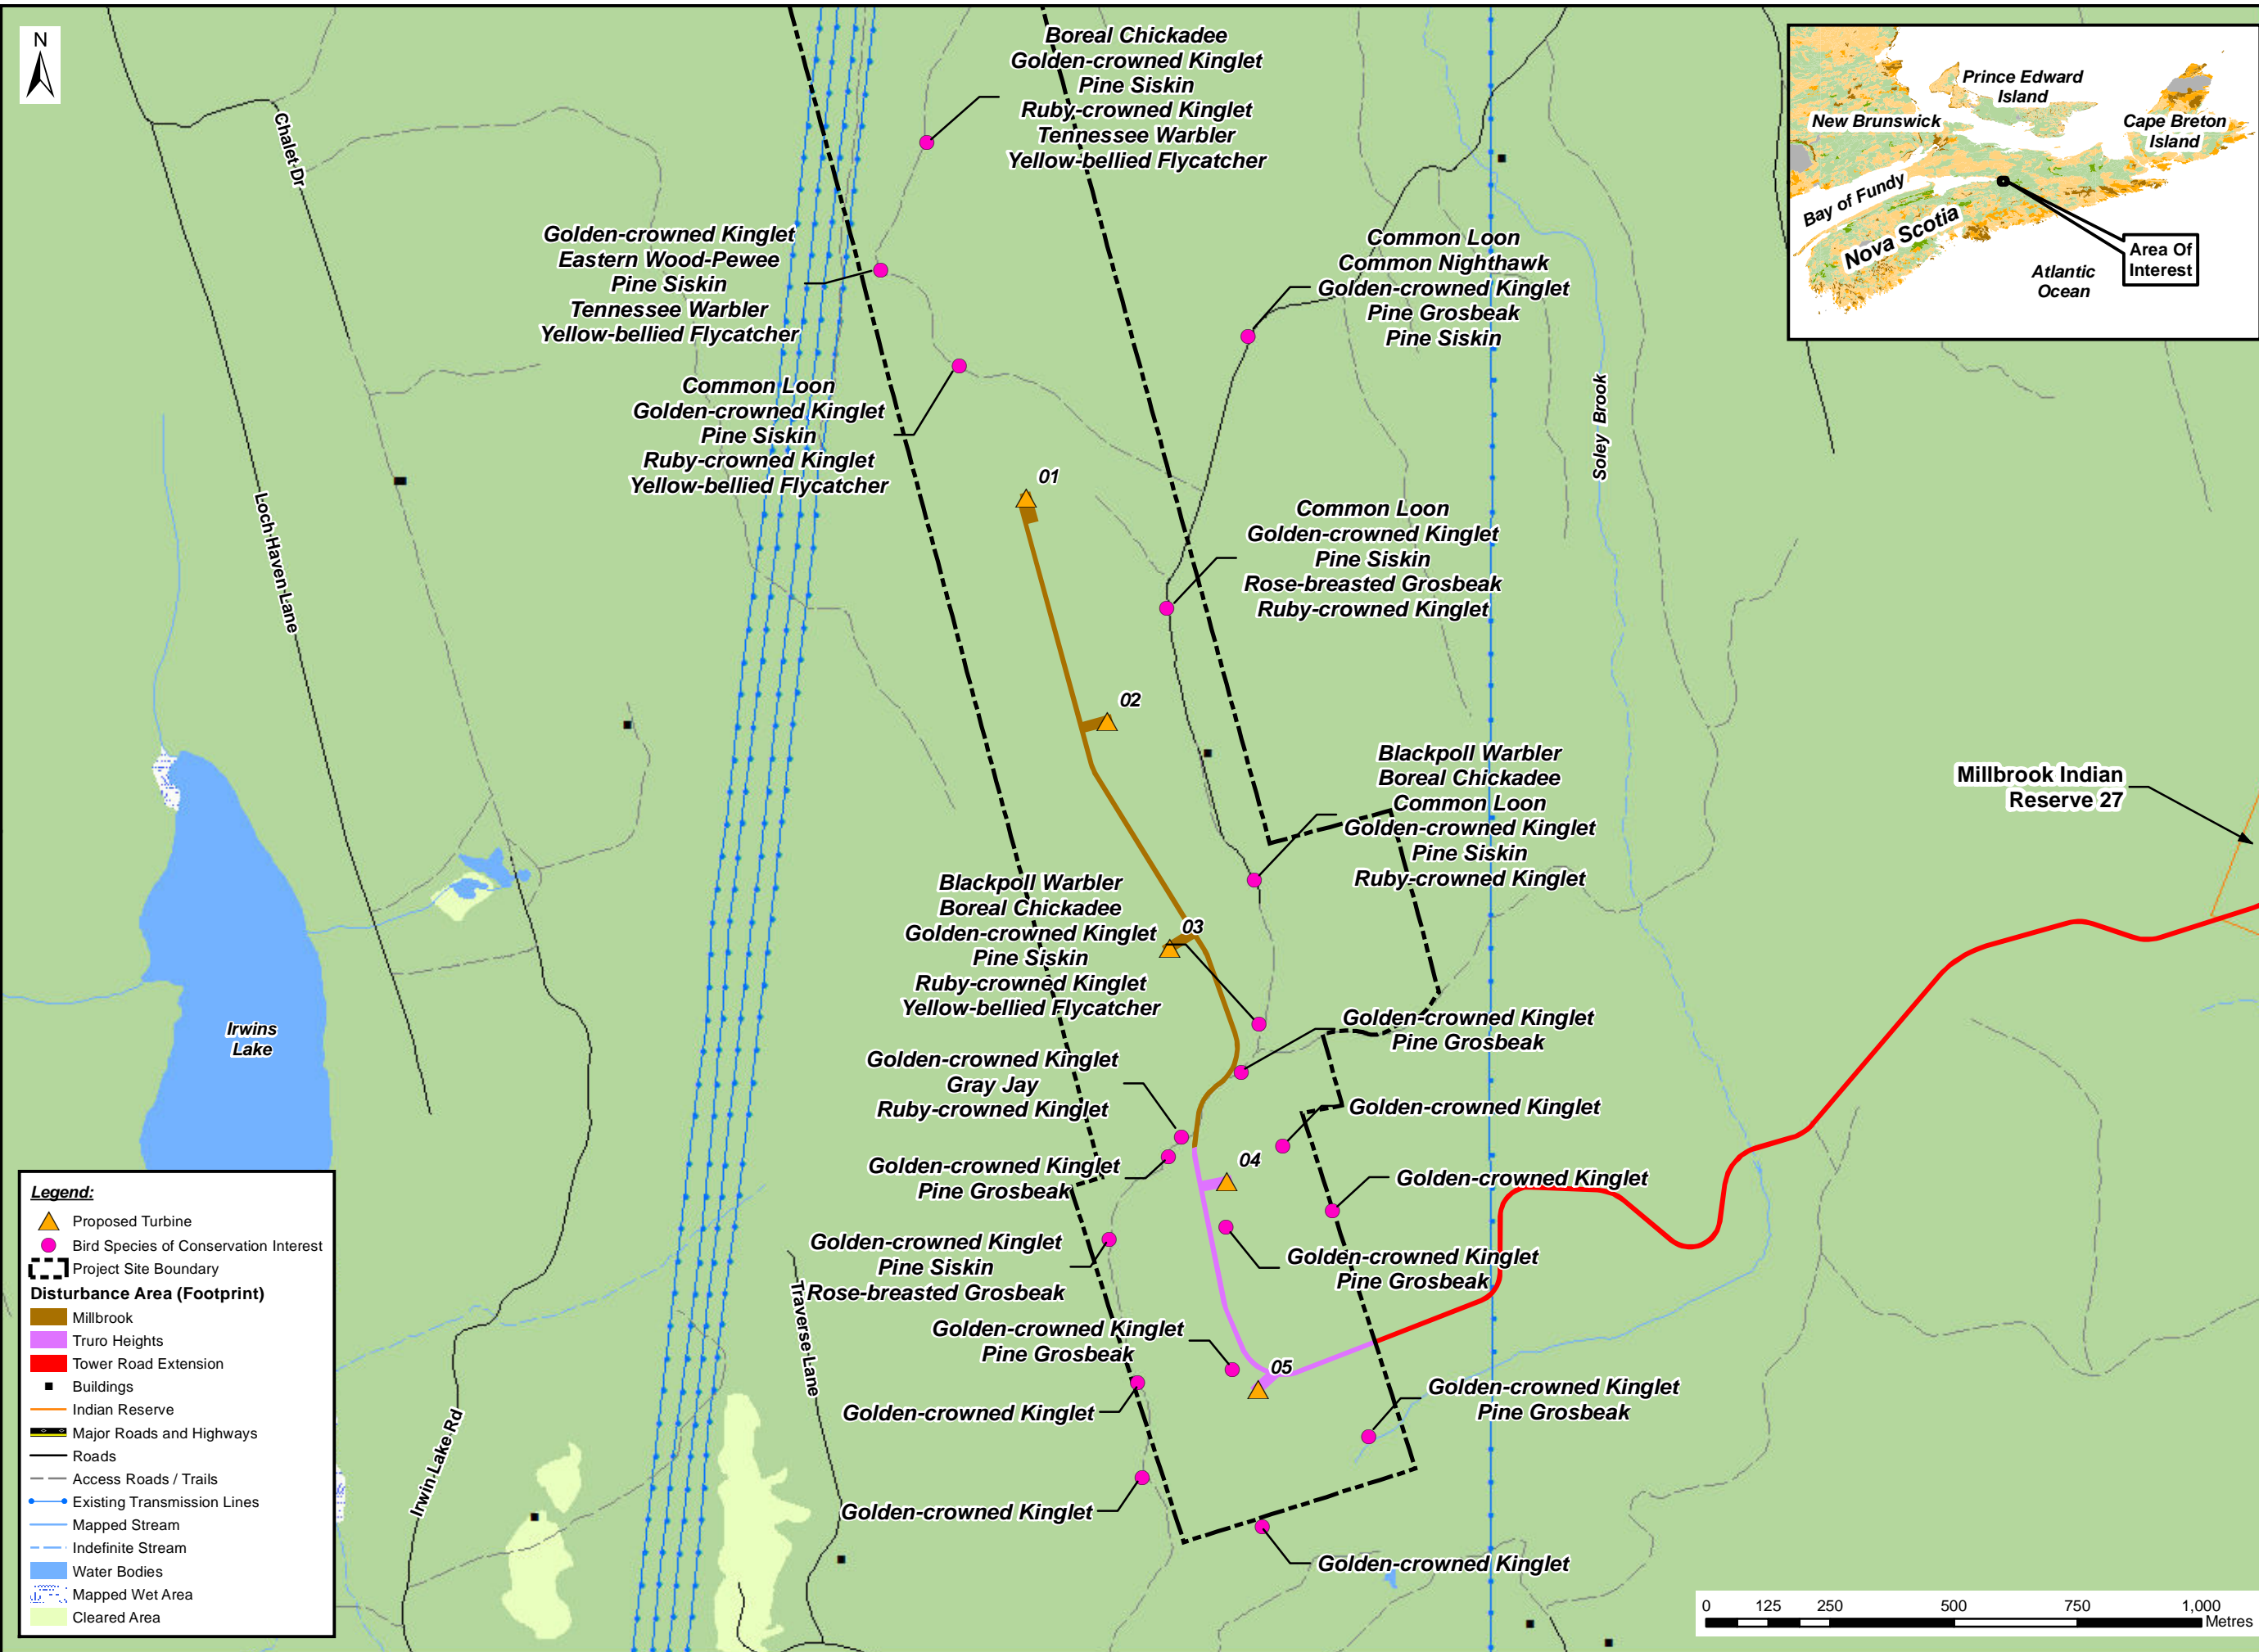 N
Boreal Chickadee
Golden-crowned Kinglet
Pine Siskin
Ruby-crowned Kinglet
Tennessee Warbler
Yellow-bellied Flycatcher
Prince Edward
Island
New Brunswick
Cape Breton
Island
Bay of Fundy
Nova Scotia
Atlantic
Ocean
Area Of
Interest
Chalet Dr
Golden-crowned Kinglet
Eastern Wood-Pewee
Pine Siskin
Tennessee Warbler
Yellow-bellied Flycatcher
Common Loon
Common Nighthawk
Golden-crowned Kinglet
Pine Grosbeak
Pine Siskin
Common Loon
Golden-crowned Kinglet
Pine Siskin
Ruby-crowned Kinglet
Yellow-bellied Flycatcher
Soley Brook
01
Loch Haven Lane
Common Loon
Golden-crowned Kinglet
Pine Siskin
Rose-breasted Grosbeak
Ruby-crowned Kinglet
02
Blackpoll Warbler
Boreal Chickadee
Common Loon
Golden-crowned Kinglet
Pine Siskin
Ruby-crowned Kinglet
Millbrook Indian
Reserve 27
Blackpoll Warbler
Boreal Chickadee
Golden-crowned Kinglet
Pine Siskin
Ruby-crowned Kinglet
Yellow-bellied Flycatcher
03
Irwins
Lake
Golden-crowned Kinglet
Pine Grosbeak
Golden-crowned Kinglet
Gray Jay
Ruby-crowned Kinglet
Golden-crowned Kinglet
04
Golden-crowned Kinglet
Pine Grosbeak
Golden-crowned Kinglet
Golden-crowned Kinglet
Pine Siskin
Rose-breasted Grosbeak
Golden-crowned Kinglet
Pine Grosbeak
Traverse Lane
Golden-crowned Kinglet
Pine Grosbeak
05
Golden-crowned Kinglet
Golden-crowned Kinglet
Pine Grosbeak
Irwin Lake Rd
Golden-crowned Kinglet
Golden-crowned Kinglet
Legend:
Proposed Turbine
Bird Species of Conservation Interest
Project Site Boundary
Disturbance Area (Footprint)
Millbrook
Truro Heights
Tower Road Extension
Buildings
Indian Reserve
Major Roads and Highways
Roads
Access Roads / Trails
Existing Transmission Lines
Mapped Stream
Indefinite Stream
Water Bodies
Mapped Wet Area
Cleared Area
0 125 250 500 750 1,000
Metres